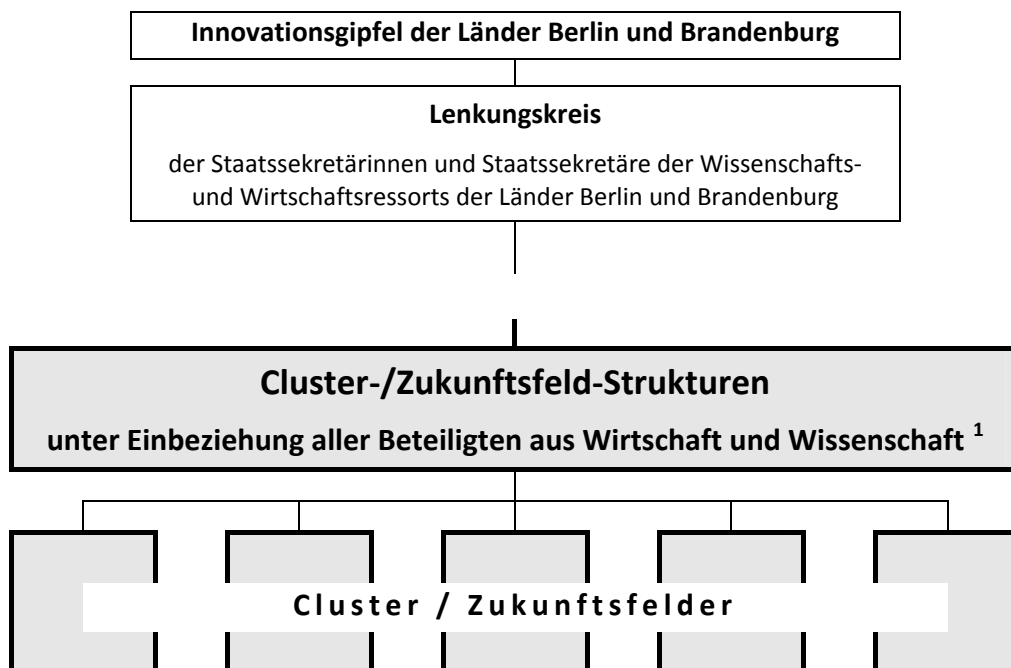 Innovationsgipfel der Länder Berlin und Brandenburg
Lenkungskreis
der Staatssekretärinnen und Staatssekretäre der Wissenschafts-
und Wirtschaftsressorts der Länder Berlin und Brandenburg
Cluster-/Zukunftsfeld-Strukturen
unter Einbeziehung aller Beteiligten aus Wirtschaft und Wissenschaft ¹
Cluster / Zukunftsfelder